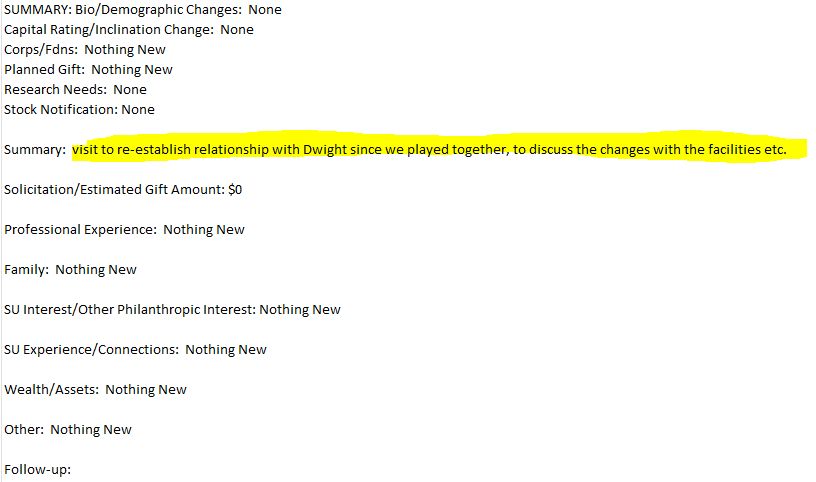 SUMMARY: Bio/Demographic Changes:  None
Capital Rating/Inclination Change:  None
Corps/Fdns:  Nothing New
Planned Gift:  Nothing New
Research Needs:  None
Stock Notification: None
Summary:  visit to re-establish relationship with Dwight since we played together, to discuss the changes with the facilities etc.
Solicitation/Estimated Gift Amount: $0
Professional Experience:  Nothing New
Family:  Nothing New
SU Interest/Other Philanthropic Interest: Nothing New
SU Experience/Connections:  Nothing New
Wealth/Assets:  Nothing New
Other:  Nothing New
Follow-up: